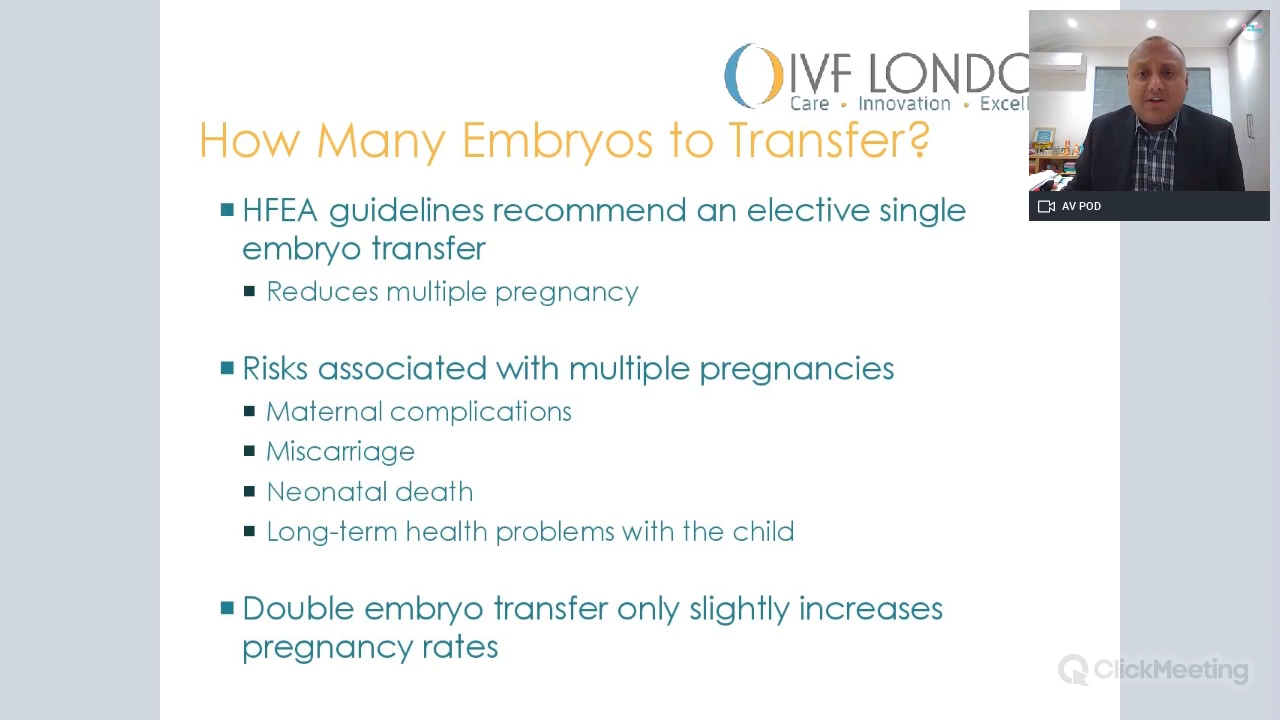 IVF LONDO
Care • Innovation • Excell
How Many Embryos to Transfer?
HFEA guidelines recommend an elective single
embryo transfer
Reduces multiple pregnancy
Risks associated with multiple pregnancies
Maternal complications
Miscarriage
Neonatal death
Long-term health problems with the child
Double embryo transfer only slightly increases
pregnancy rates
AV POD
ClickMeeting